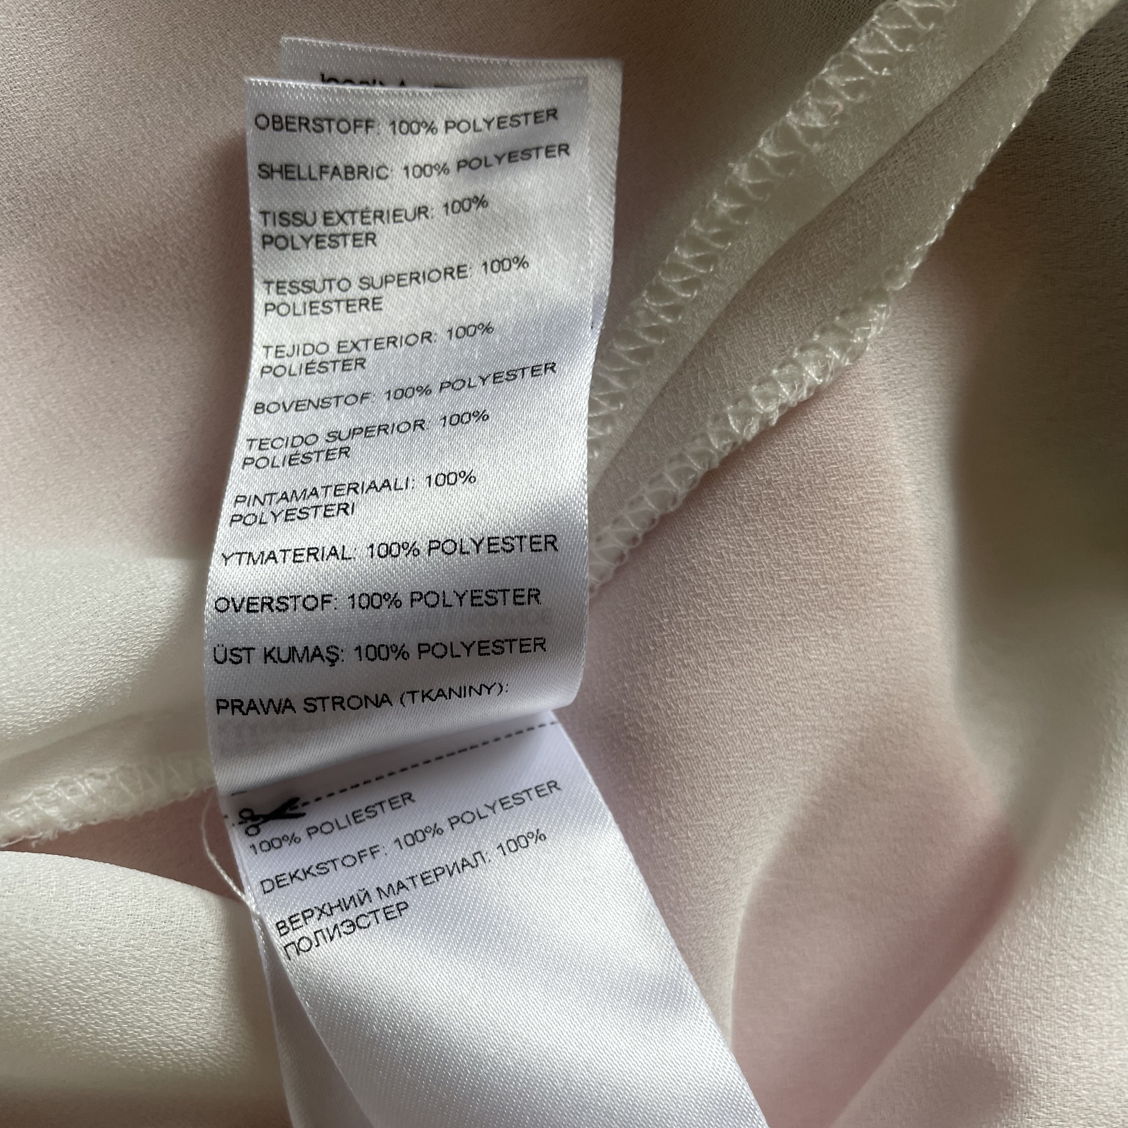 OBERSTOFF: 100% POLYESTER
SHELLFABRIC: 100% POLYESTER
TISSU EXTÉRIEUR: 100%
POLYESTER
TESSUTO SUPERIORE: 100%
POLIESTERE
TEJIDO EXTERIOR: 100%
POLIÉSTER
BOVENSTOF: 100% POLYESTER
TECIDO SUPERIOR 100%
POLIÉSTER
PINTAMATERIAALI: 100%
POLYESTERI
YTMATERIAL: 100% POLYESTER
OVERSTOF: 100% POLYESTER
ÜST KUMAŞ: 100% POLYESTER
PRAWA STRONA (TKANINY):
100% POLIESTER
DEKKSTOFF: 100% POLYESTER
ВЕРХНИЙ МАТЕРИАЛ: 100%
ПОЛИЭСТЕР